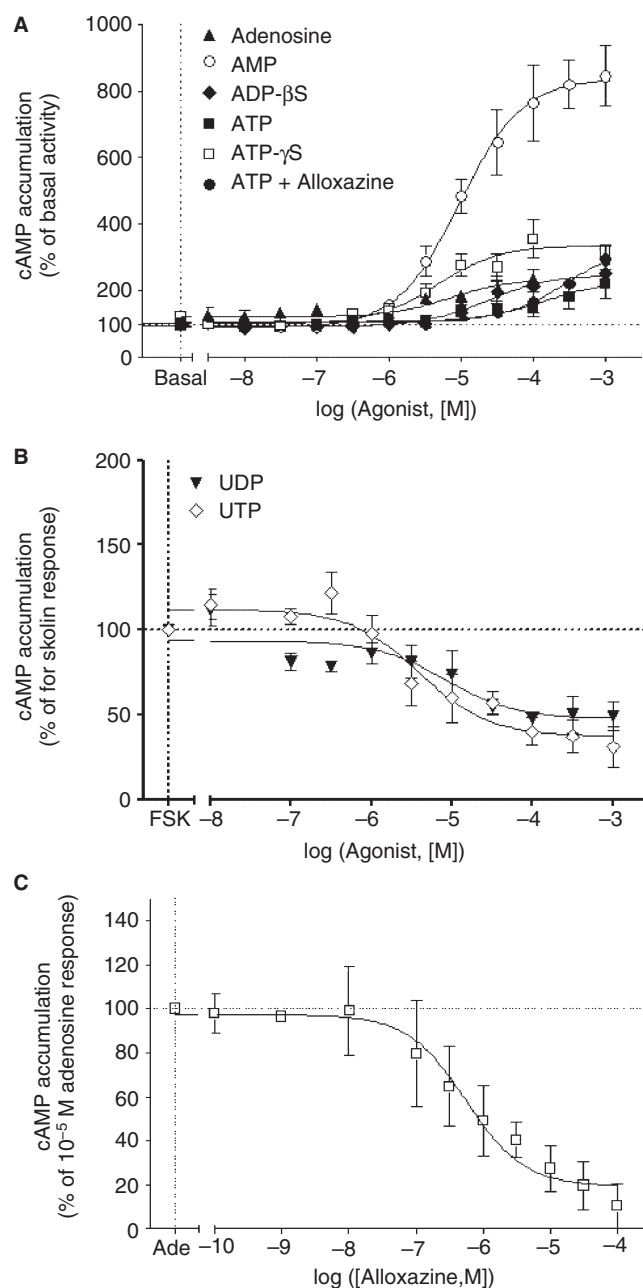 A
Adenosine
AMP
ADP-βS
ATP
ATP-γS
ATP + Alloxazine
cAMP accumulation
(% of basal activity)
1000
800
600
400
200
100
0
Basal
−8
−7
−6
−5
−4
−3
log (Agonist, [M])
B
UDP
UTP
cAMP accumulation
(% of for skolin response)
200
150
100
50
0
FSK
−8
−7
−6
−5
−4
−3
log (Agonist, [M])
C
cAMP accumulation
(% of 10⁻⁵ M adenosine response)
140
120
100
80
60
40
20
0
Ade
−10
−9
−8
−7
−6
−5
−4
log ([Alloxazine,M)